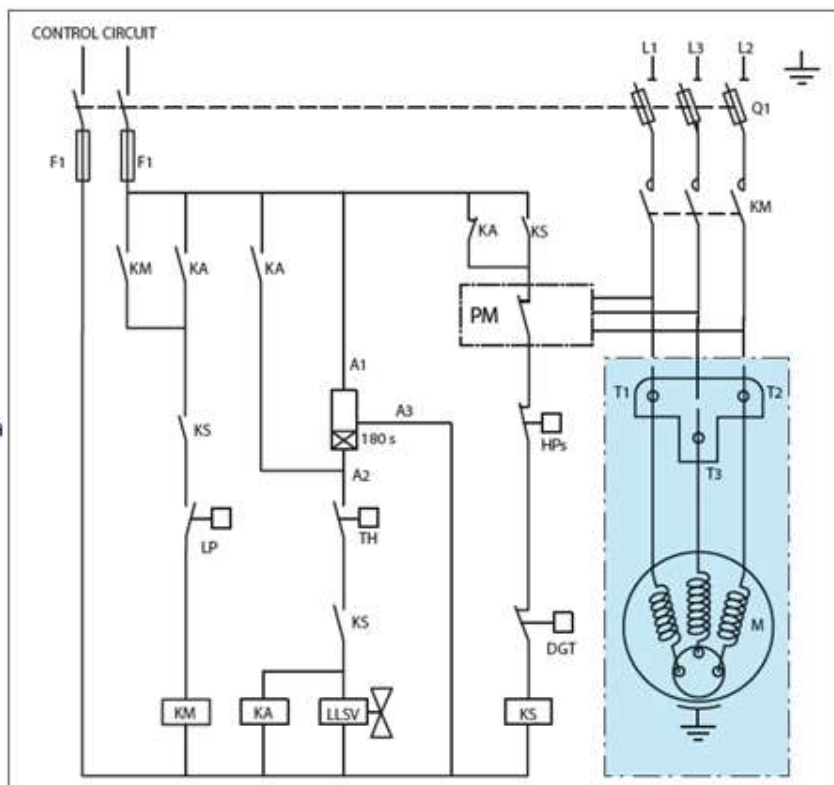 CONTROL CIRCUIT
L1 L3 L2
Q1
F1 F1
KM
KM KA KA KA KS
PM
A1
T1 T2
A3
180 s
KS
HPs
A2
T3
LP
TH
KS
M
DGT
KM KA LLSV KS